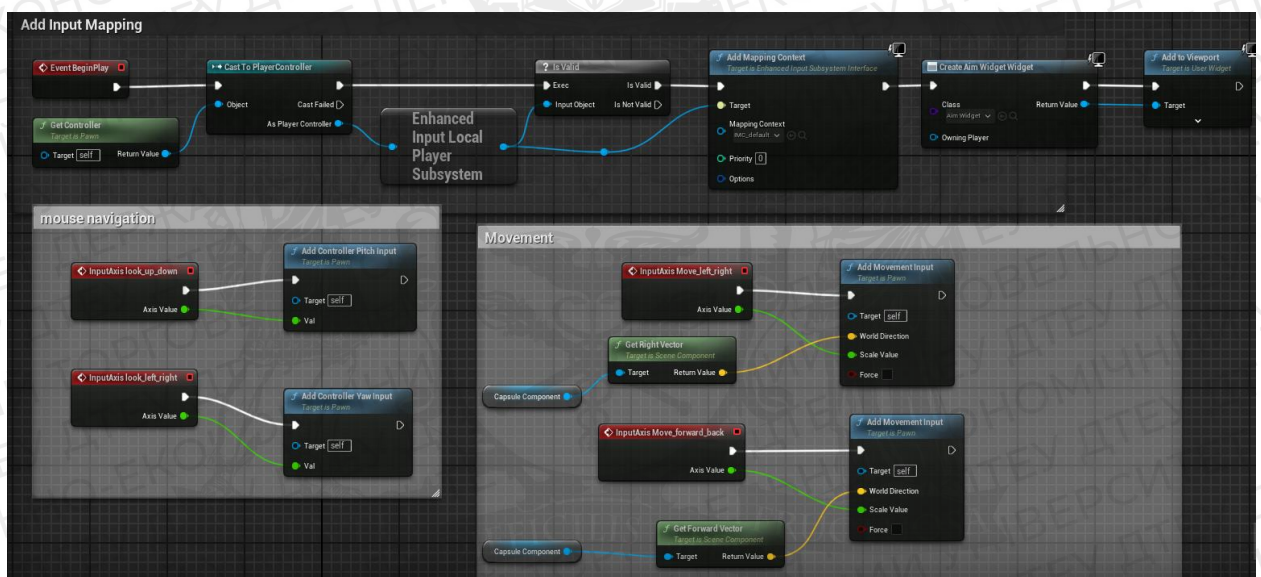 Add Input Mapping
Event BeginPlay
Cast To PlayerController
Object
Cast Failed
As Player Controller
Get Controller
Target is Pawn
Target self
Return Value
Enhanced
Input Local
Player
Subsystem
Is Valid
Exec
Is Valid
Input Object
Is Not Valid
Add Mapping Context
Target is Enhanced Input Subsystem Interface
Target
Mapping Context
IMC_default
Priority 0
Options
Create Aim Widget Widget
Class
Aim Widget
Return Value
Owning Player
Add to Viewport
Target is User Widget
Target
mouse navigation
InputAxis look_up_down
Axis Value
Add Controller Pitch Input
Target is Pawn
Target self
Val
InputAxis look_left_right
Axis Value
Add Controller Yaw Input
Target is Pawn
Target self
Val
Movement
InputAxis Move_left_right
Axis Value
Add Movement Input
Target is Pawn
Target self
World Direction
Scale Value
Force
Get Right Vector
Target is Scene Component
Target
Return Value
Capsule Component
InputAxis Move_forward_back
Axis Value
Add Movement Input
Target is Pawn
Target self
World Direction
Scale Value
Force
Get Forward Vector
Target is Scene Component
Target
Return Value
Capsule Component